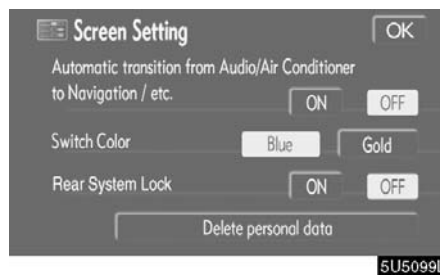 Screen Setting OK
Automatic transition from Audio/Air Conditioner
to Navigation / etc. ON OFF
Switch Color Blue Gold
Rear System Lock ON OFF
Delete personal data
5U5099